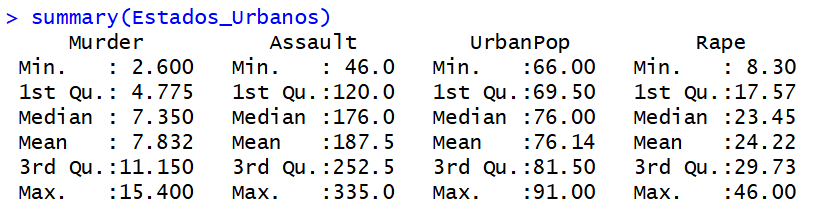 > summary(Estados_Urbanos)
     Murder          Assault         UrbanPop          Rape
 Min.   : 2.600   Min.   : 46.0   Min.   :66.00   Min.   : 8.30
 1st Qu.: 4.775   1st Qu.:120.0   1st Qu.:69.50   1st Qu.:17.57
 Median : 7.350   Median :176.0   Median :76.00   Median :23.45
 Mean   : 7.832   Mean   :187.5   Mean   :76.14   Mean   :24.22
 3rd Qu.:11.150   3rd Qu.:252.5   3rd Qu.:81.50   3rd Qu.:29.73
 Max.   :15.400   Max.   :335.0   Max.   :91.00   Max.   :46.00